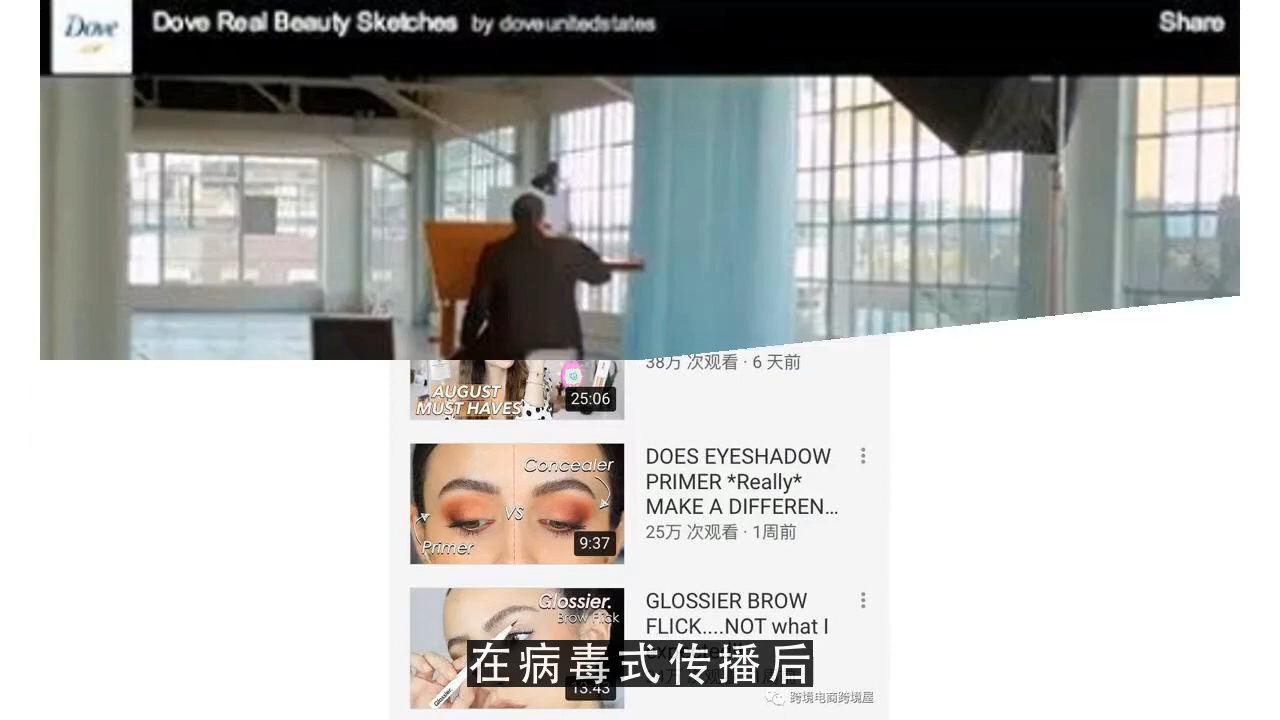 Dove
Dove Real Beauty Sketches by doveunitedstates
Share
38万 次观看 · 6 天前
AUGUST
MUST HAVES
25:06
Concealer
VS
Primer
9:37
DOES EYESHADOW
PRIMER *Really*
MAKE A DIFFEREN…
25万 次观看 · 1周前
Glossier.
Brow Flick
Glossier.
13:43
GLOSSIER BROW
FLICK....NOT what I
在病毒式传播后
跨境电商跨境屋